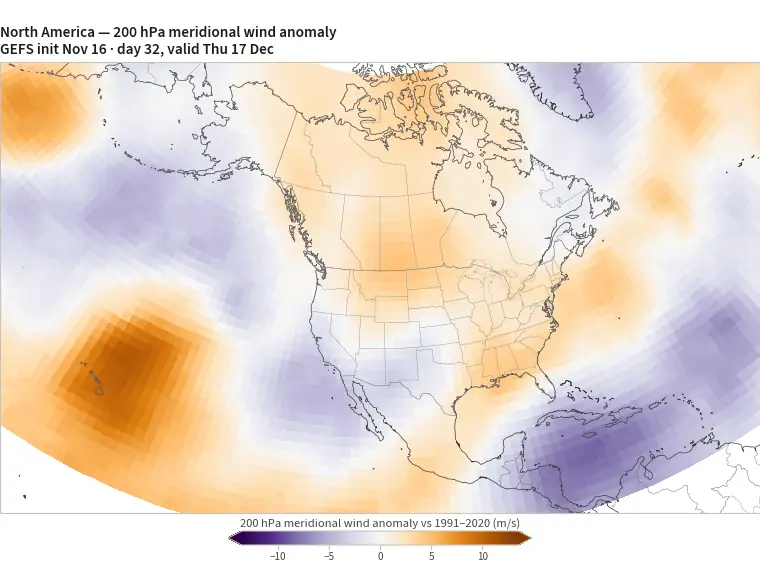 North America — 200 hPa meridional wind anomaly
GEFS init Nov 16 · day 32, valid Thu 17 Dec
200 hPa meridional wind anomaly vs 1991–2020 (m/s)
−10 −5 0 5 10